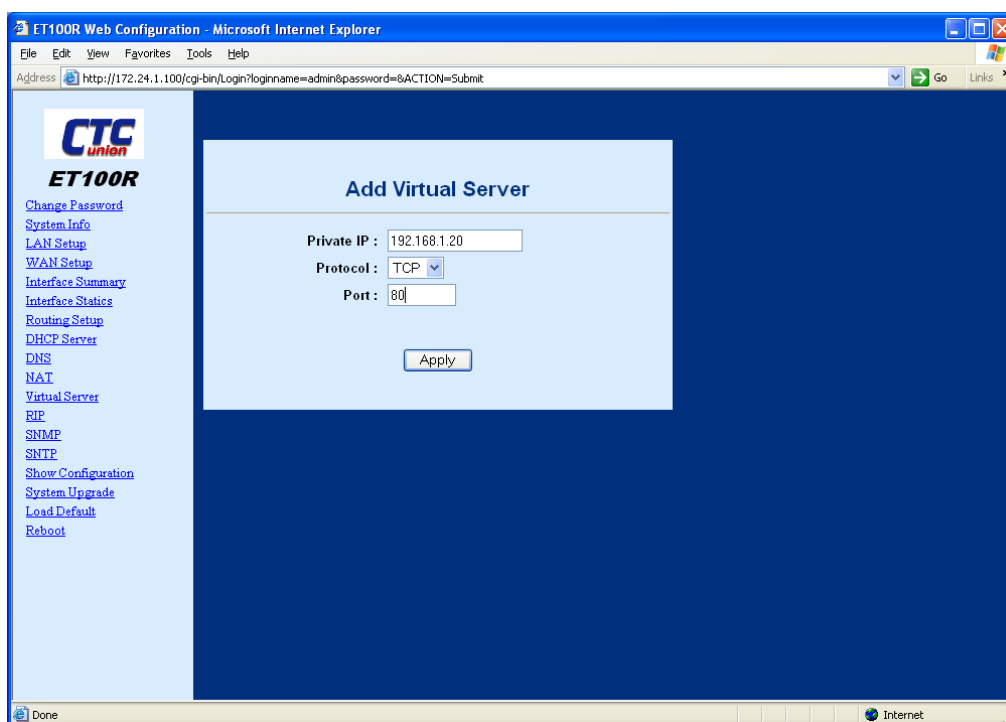 ET100R Web Configuration - Microsoft Internet Explorer
File Edit View Favorites Tools Help
Address http://172.24.1.100/cgi-bin/Login?loginname=admin&password=&ACTION=Submit Go Links
CTC
union
ET100R
Change Password
System Info
LAN Setup
WAN Setup
Interface Summary
Interface Statics
Routing Setup
DHCP Server
DNS
NAT
Virtual Server
RIP
SNMP
SNTP
Show Configuration
System Upgrade
Load Default
Reboot
Add Virtual Server
Private IP : 192.168.1.20
Protocol : TCP
Port : 80
Apply
Done Internet